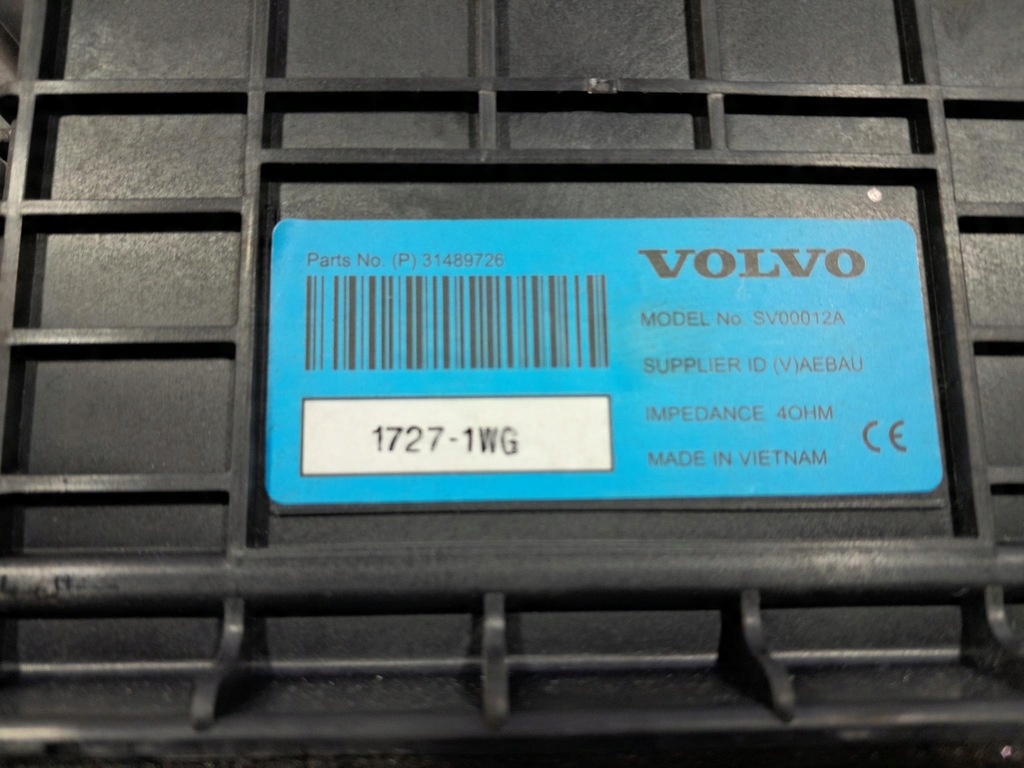 Parts No. (P) 31489726
1727-1WG
VOLVO
MODEL No. SV00012A
SUPPLIER ID (V)AEBAU
IMPEDANCE 4OHM
MADE IN VIETNAM
CE